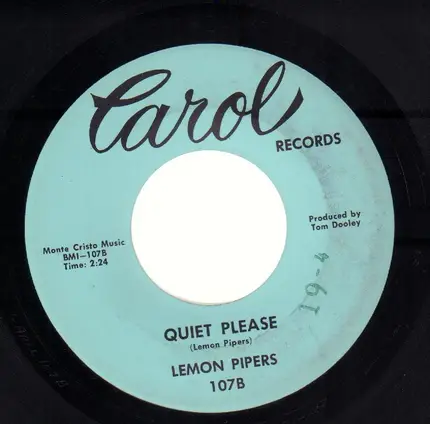 Carol
RECORDS
Monte Cristo Music
BMI-107B
Time: 2:24
Produced by
Tom Dooley
19-4
QUIET PLEASE
(Lemon Pipers)
LEMON PIPERS
107B